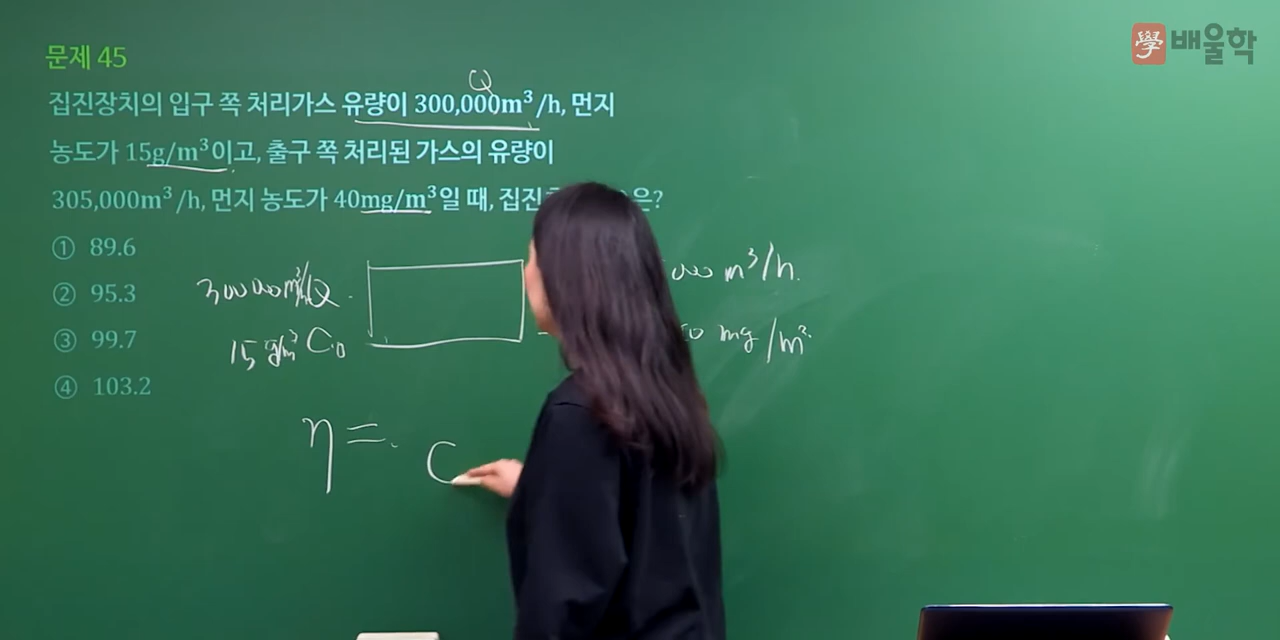 學 배울학
문제 45
Q
집진장치의 입구 쪽 처리가스 유량이 300,000m³/h, 먼지
농도가 15g/m³이고, 출구 쪽 처리된 가스의 유량이
305,000m³/h, 먼지 농도가 40mg/m³일 때, 집진 은?
① 89.6
② 95.3
③ 99.7
④ 103.2
Q
000 m³/h.
15 g/m³ C₀
0 mg/m³
η = C